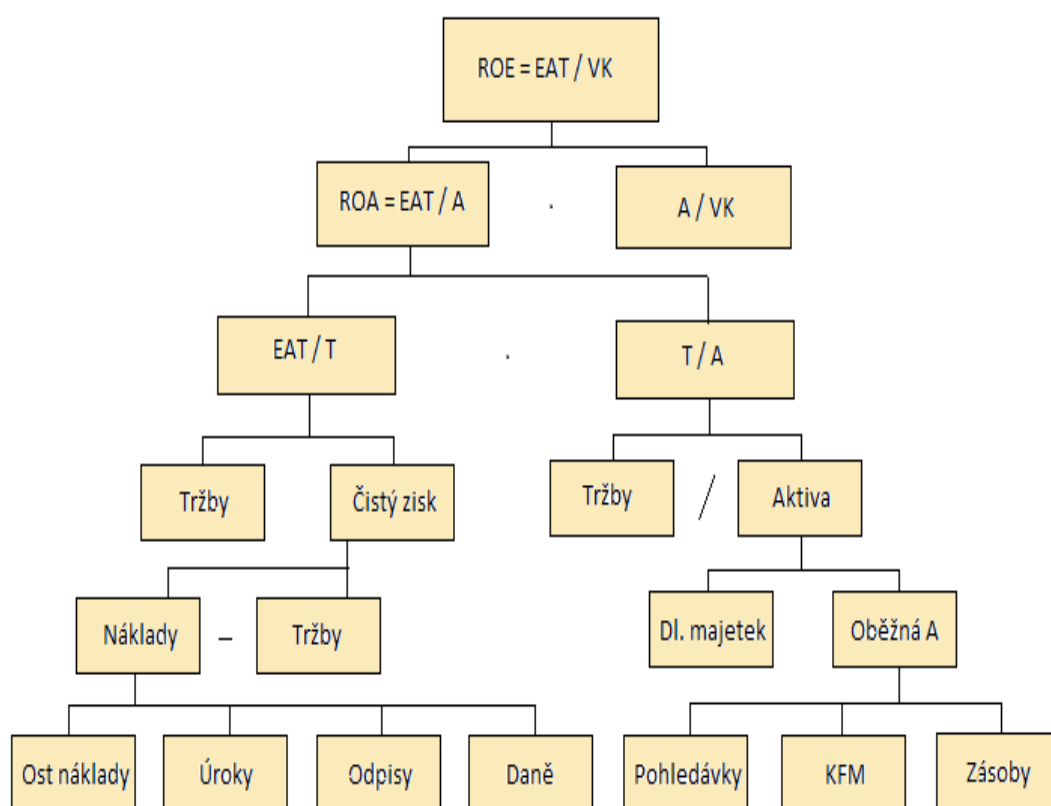 ROE = EAT / VK
ROA = EAT / A
.
A / VK
EAT / T
.
T / A
Tržby
Čistý zisk
Tržby
/
Aktiva
Náklady
–
Tržby
Dl. majetek
Oběžná A
Ost náklady
Úroky
Odpisy
Daně
Pohledávky
KFM
Zásoby